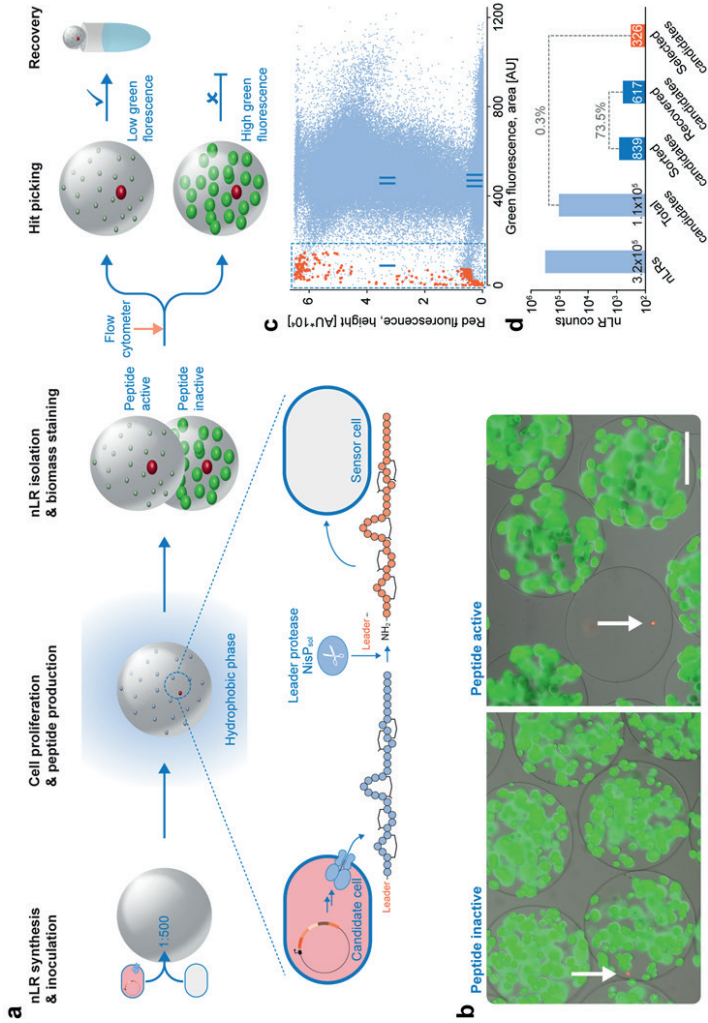 a
nLR synthesis
& inoculation
Cell proliferation
& peptide production
nLR isolation
& biomass staining
Hit picking
Recovery
1:500
Hydrophobic phase
Peptide
active
Peptide
inactive
Flow
cytometer
Low green
florescence
High green
fluorescence
Candidate cell
Leader
Leader protease
NisPsol
Leader –
NH2
Sensor cell
b
Peptide inactive
Peptide active
c
Red fluorescence, height [AU*10⁴]
6
4
2
0
I
II
III
0
400
800
1200
Green fluorescence, area [AU]
d
nLR counts
10⁶
10⁵
10⁴
10³
10²
0.3%
73.5%
3.2x10⁵
1.1x10⁵
839
617
326
nLRs
Total
candidates
Sorted
candidates
Recovered
candidates
Selected
candidates